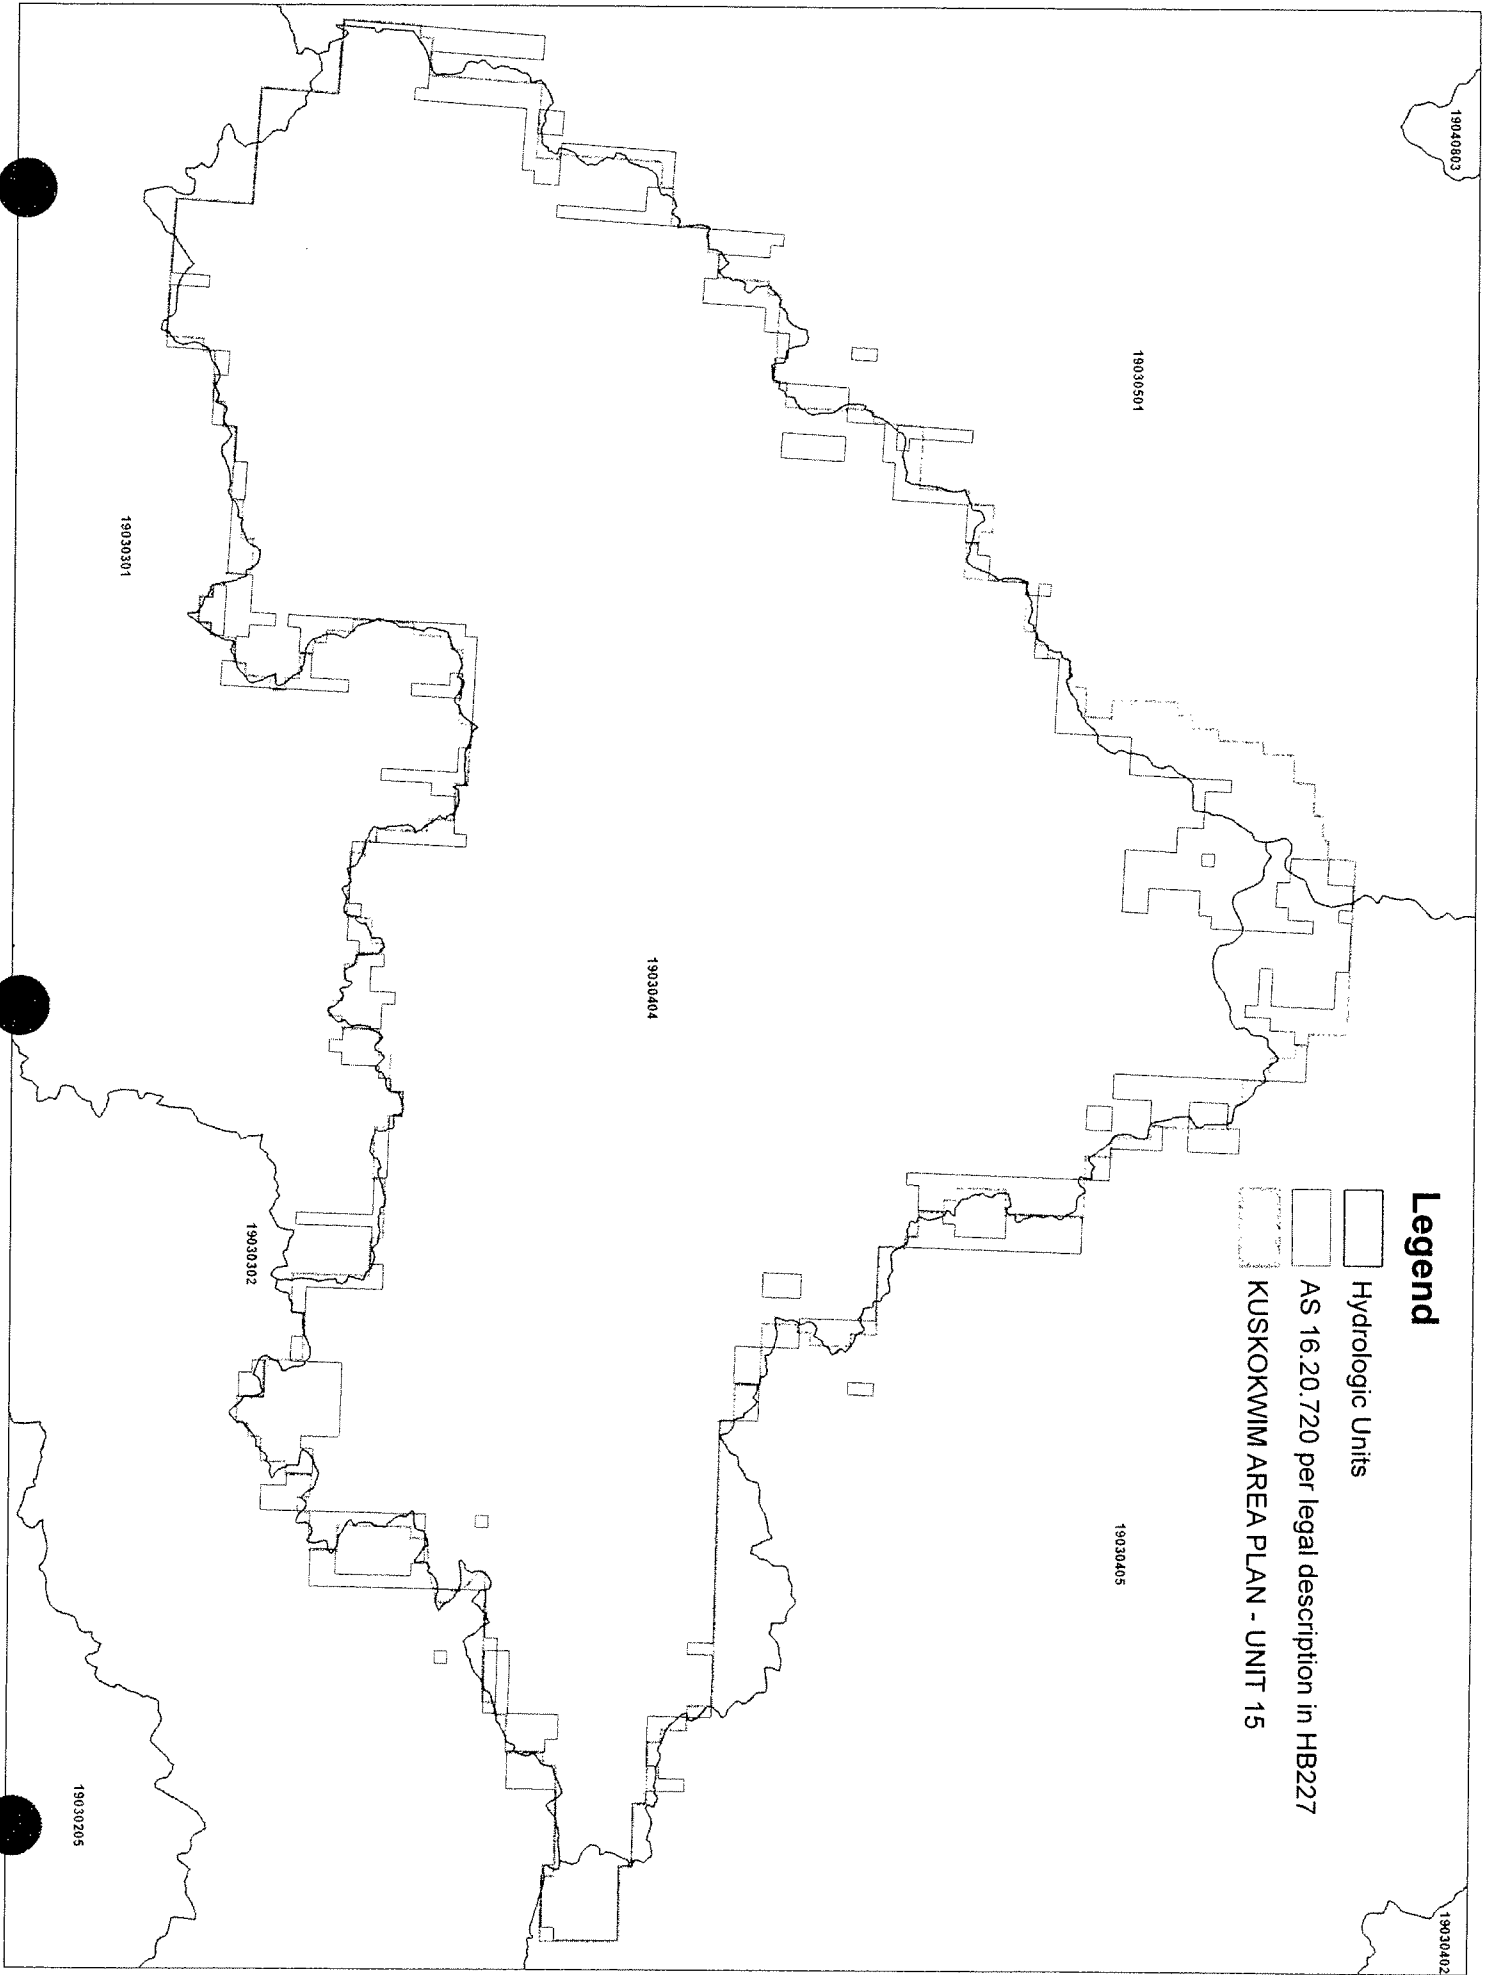 Legend
Hydrologic Units
AS 16.20.720 per legal description in HB227
KUSKOKWIM AREA PLAN - UNIT 15
19040803
19030501
19030301
19030404
19030302
19030405
19030205
19030402